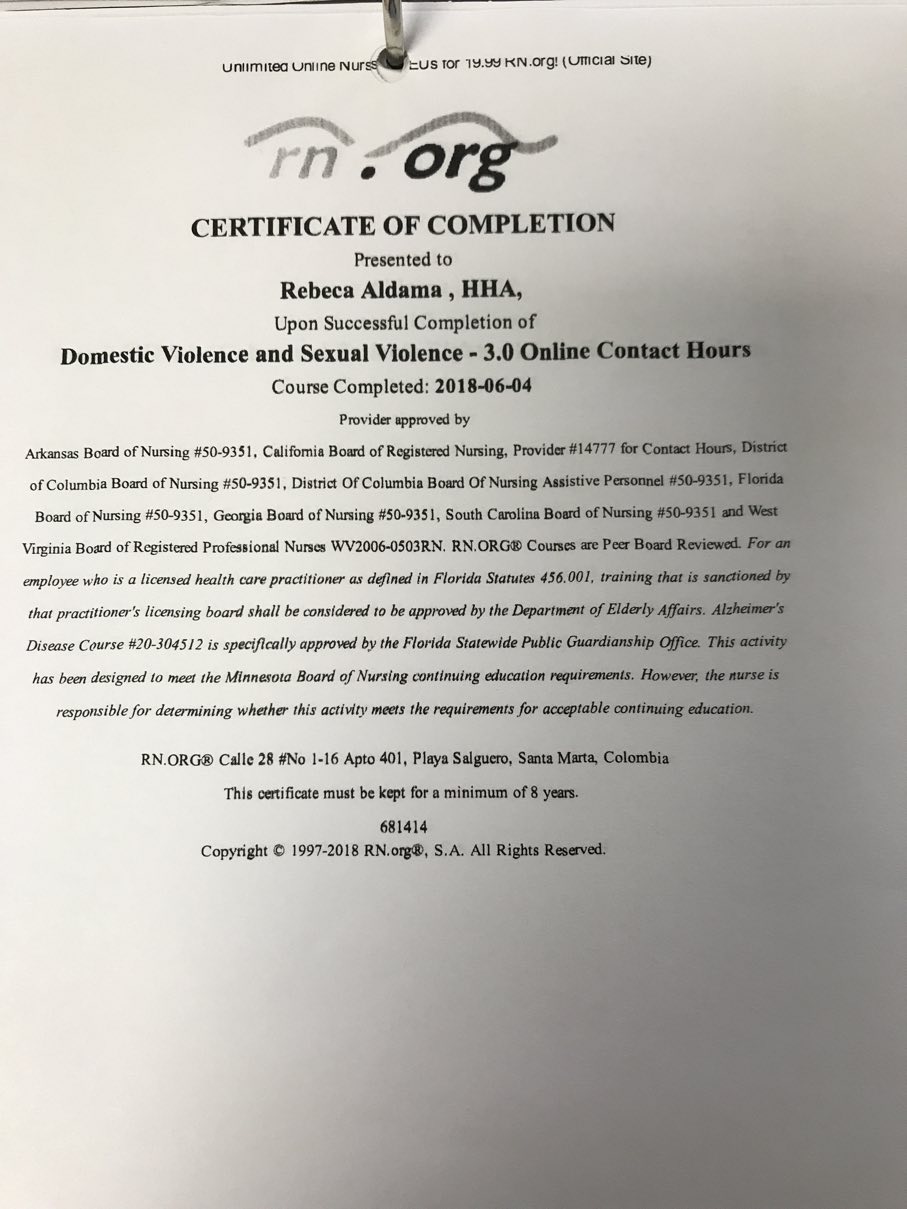 Unlimited Online Nurs EUs for 19.99 RN.org! (Official Site)
rn.org
CERTIFICATE OF COMPLETION
Presented to
Rebeca Aldama , HHA,
Upon Successful Completion of
Domestic Violence and Sexual Violence - 3.0 Online Contact Hours
Course Completed: 2018-06-04
Provider approved by
Arkansas Board of Nursing #50-9351, California Board of Registered Nursing, Provider #14777 for Contact Hours, District
of Columbia Board of Nursing #50-9351, District Of Columbia Board Of Nursing Assistive Personnel #50-9351, Florida
Board of Nursing #50-9351, Georgia Board of Nursing #50-9351, South Carolina Board of Nursing #50-9351 and West
Virginia Board of Registered Professional Nurses WV2006-0503RN. RN.ORG® Courses are Peer Board Reviewed. For an
employee who is a licensed health care practitioner as defined in Florida Statutes 456.001, training that is sanctioned by
that practitioner's licensing board shall be considered to be approved by the Department of Elderly Affairs. Alzheimer's
Disease Course #20-304512 is specifically approved by the Florida Statewide Public Guardianship Office. This activity
has been designed to meet the Minnesota Board of Nursing continuing education requirements. However, the nurse is
responsible for determining whether this activity meets the requirements for acceptable continuing education.
RN.ORG® Calle 28 #No 1-16 Apto 401, Playa Salguero, Santa Marta, Colombia
This certificate must be kept for a minimum of 8 years.
681414
Copyright © 1997-2018 RN.org®, S.A. All Rights Reserved.